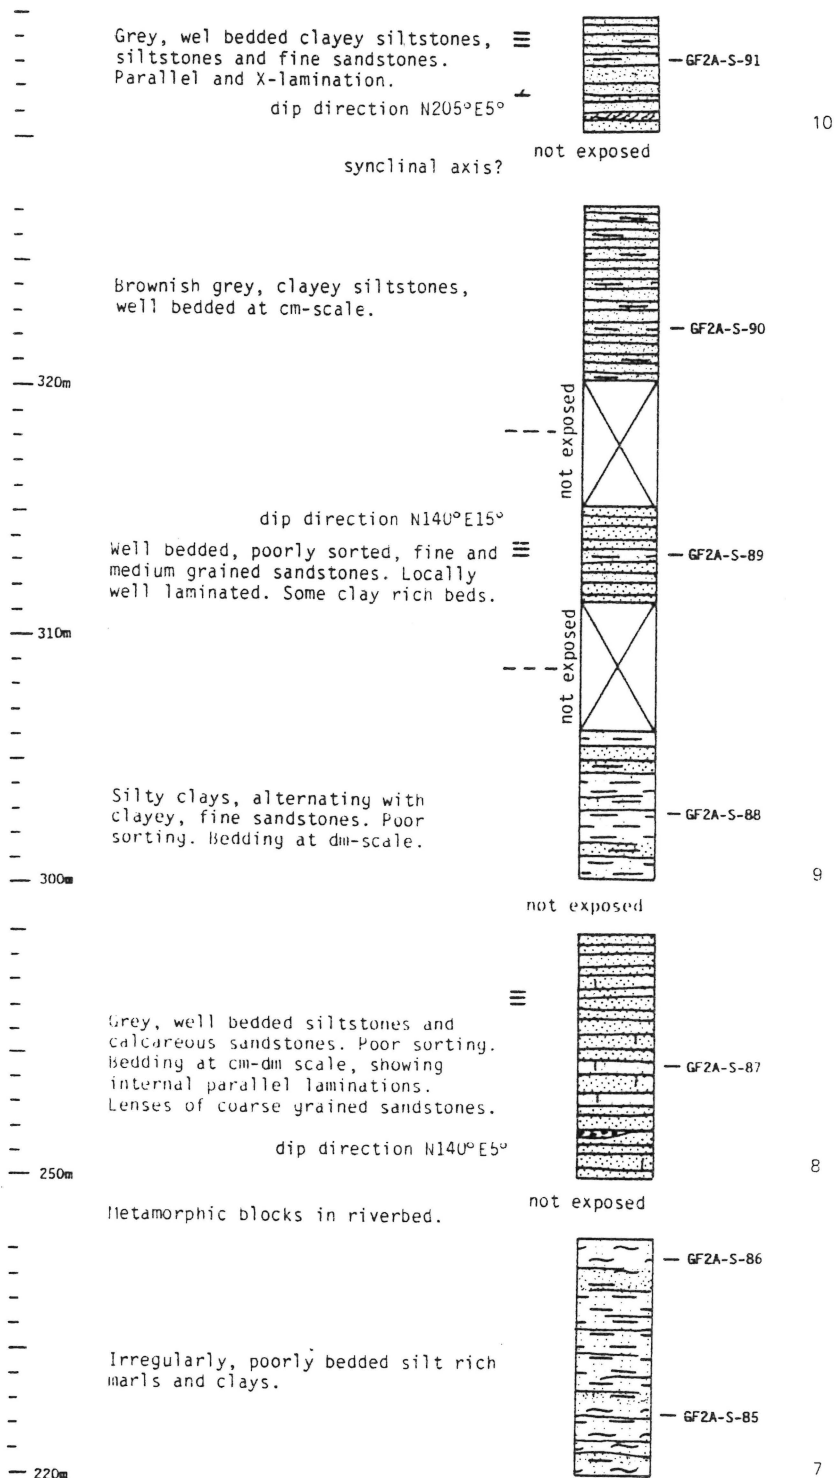 Grey, wel bedded clayey siltstones,
siltstones and fine sandstones.
Parallel and X-lamination.
GF2A-S-91
dip direction N205°E5°
10
not exposed
synclinal axis?
Brownish grey, clayey siltstones,
well bedded at cm-scale.
GF2A-S-90
320m
not exposed
dip direction N140°E15°
Well bedded, poorly sorted, fine and
medium grained sandstones. Locally
well laminated. Some clay rich beds.
GF2A-S-89
310m
not exposed
Silty clays, alternating with
clayey, fine sandstones. Poor
sorting. Bedding at dm-scale.
GF2A-S-88
300m
9
not exposed
Grey, well bedded siltstones and
calcareous sandstones. Poor sorting.
Bedding at cm-dm scale, showing
internal parallel laminations.
Lenses of coarse grained sandstones.
GF2A-S-87
dip direction N140°E5°
250m
8
not exposed
Metamorphic blocks in riverbed.
GF2A-S-86
Irregularly, poorly bedded silt rich
marls and clays.
GF2A-S-85
220m
7